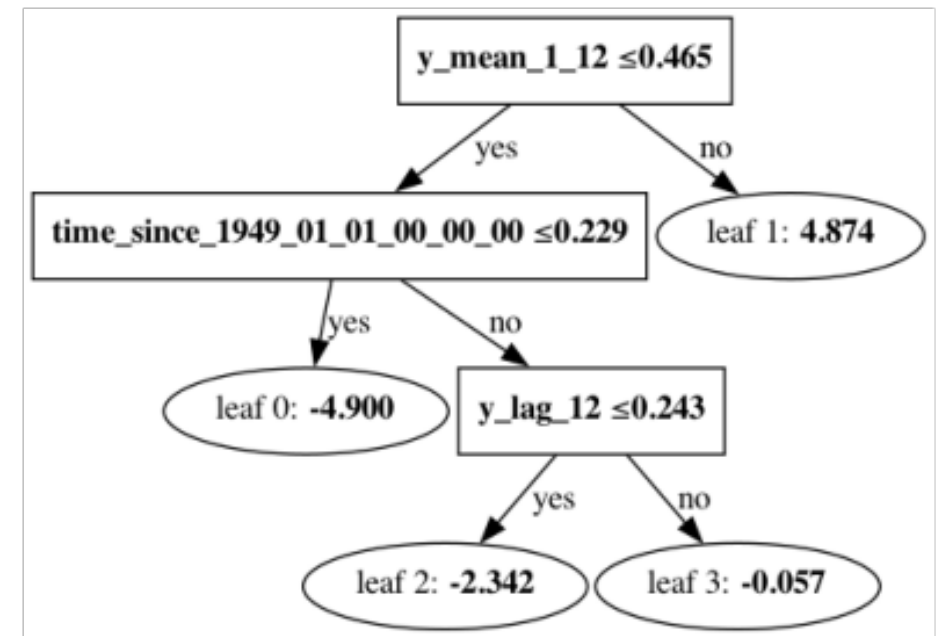 y_mean_1_12 ≤0.465
yes
no
time_since_1949_01_01_00_00_00 ≤0.229
leaf 1: 4.874
yes
no
leaf 0: -4.900
y_lag_12 ≤0.243
yes
no
leaf 2: -2.342
leaf 3: -0.057